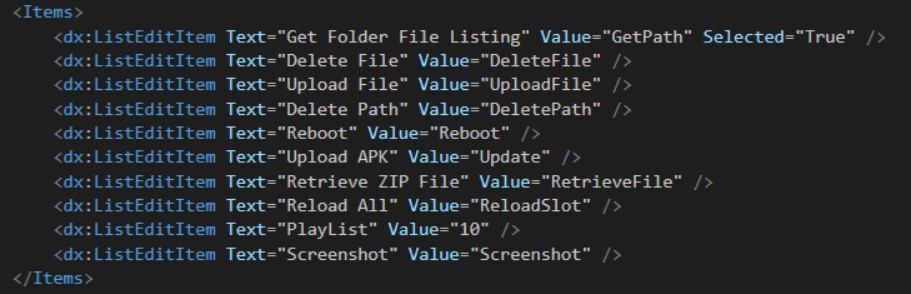 <Items>
<dx:ListEditItem Text="Get Folder File Listing" Value="GetPath" Selected="True" />
<dx:ListEditItem Text="Delete File" Value="DeleteFile" />
<dx:ListEditItem Text="Upload File" Value="UploadFile" />
<dx:ListEditItem Text="Delete Path" Value="DeletePath" />
<dx:ListEditItem Text="Reboot" Value="Reboot" />
<dx:ListEditItem Text="Upload APK" Value="Update" />
<dx:ListEditItem Text="Retrieve ZIP File" Value="RetrieveFile" />
<dx:ListEditItem Text="Reload All" Value="ReloadSlot" />
<dx:ListEditItem Text="PlayList" Value="10" />
<dx:ListEditItem Text="Screenshot" Value="Screenshot" />
</Items>